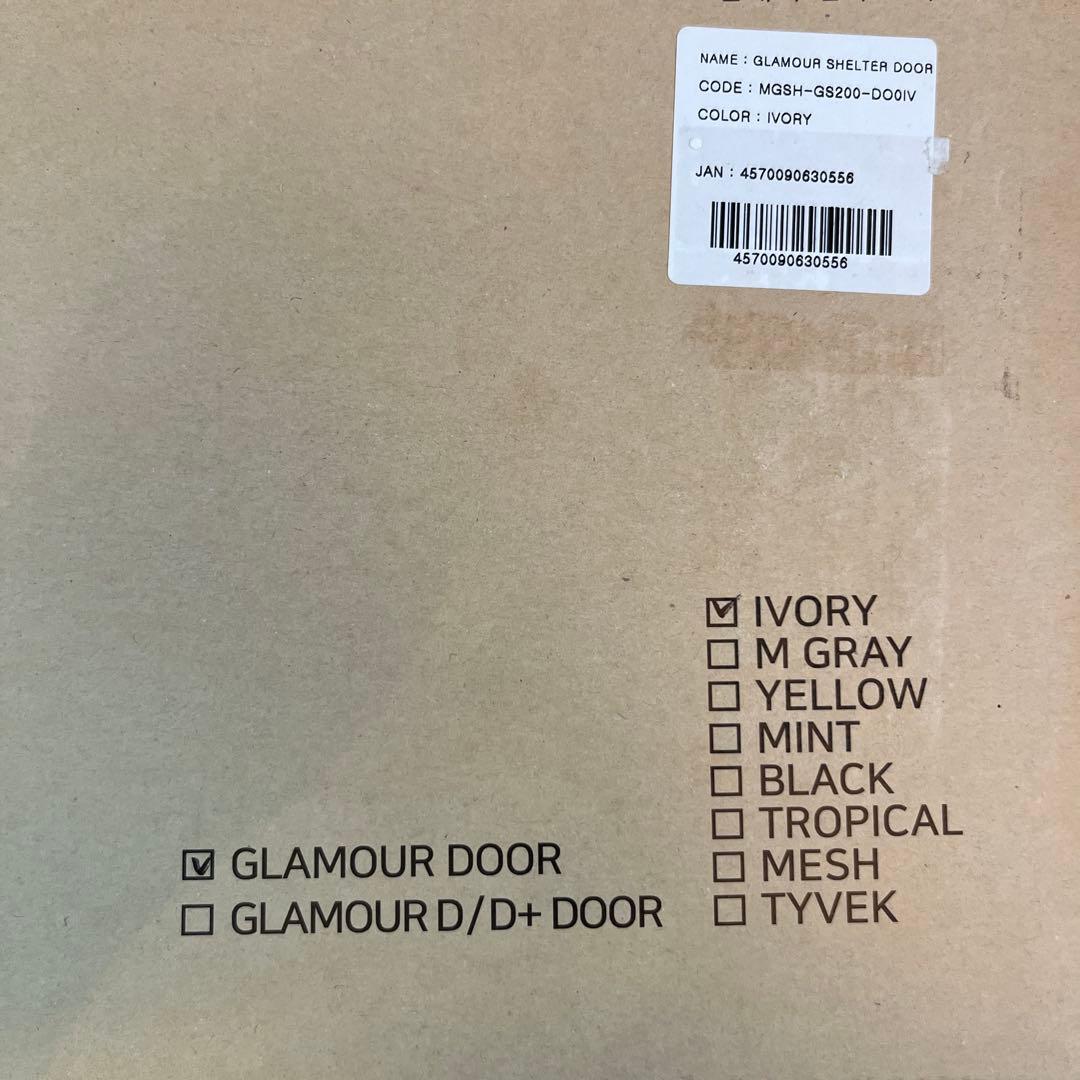 NAME : GLAMOUR SHELTER DOOR
CODE : MGSH-GS200-DO0IV
COLOR : IVORY
JAN : 4570090630556
4570090630556
IVORY
M GRAY
YELLOW
MINT
BLACK
TROPICAL
MESH
TYVEK
GLAMOUR DOOR
GLAMOUR D/D+ DOOR